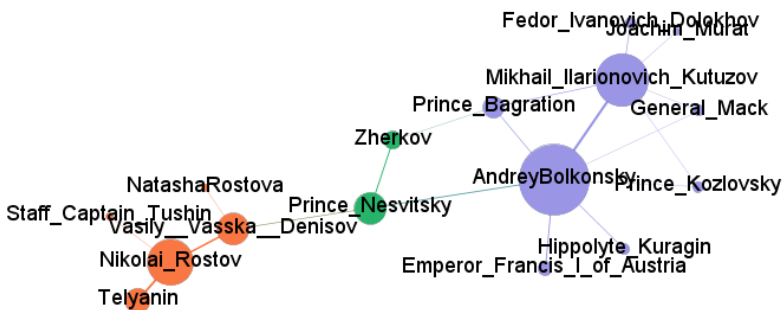 Fedor_Ivanovich_Dolokhov
Joachim_Murat
Mikhail_Ilarionovich_Kutuzov
Prince_Bagration
General_Mack
Zherkov
AndreyBolkonsky
Prince_Kozlovsky
NatashaRostova
Prince_Nesvitsky
Staff_Captain_Tushin
Vasily__Vasska__Denisov
Hippolyte_Kuragin
Nikolai_Rostov
Emperor_Francis_I_of_Austria
Telyanin